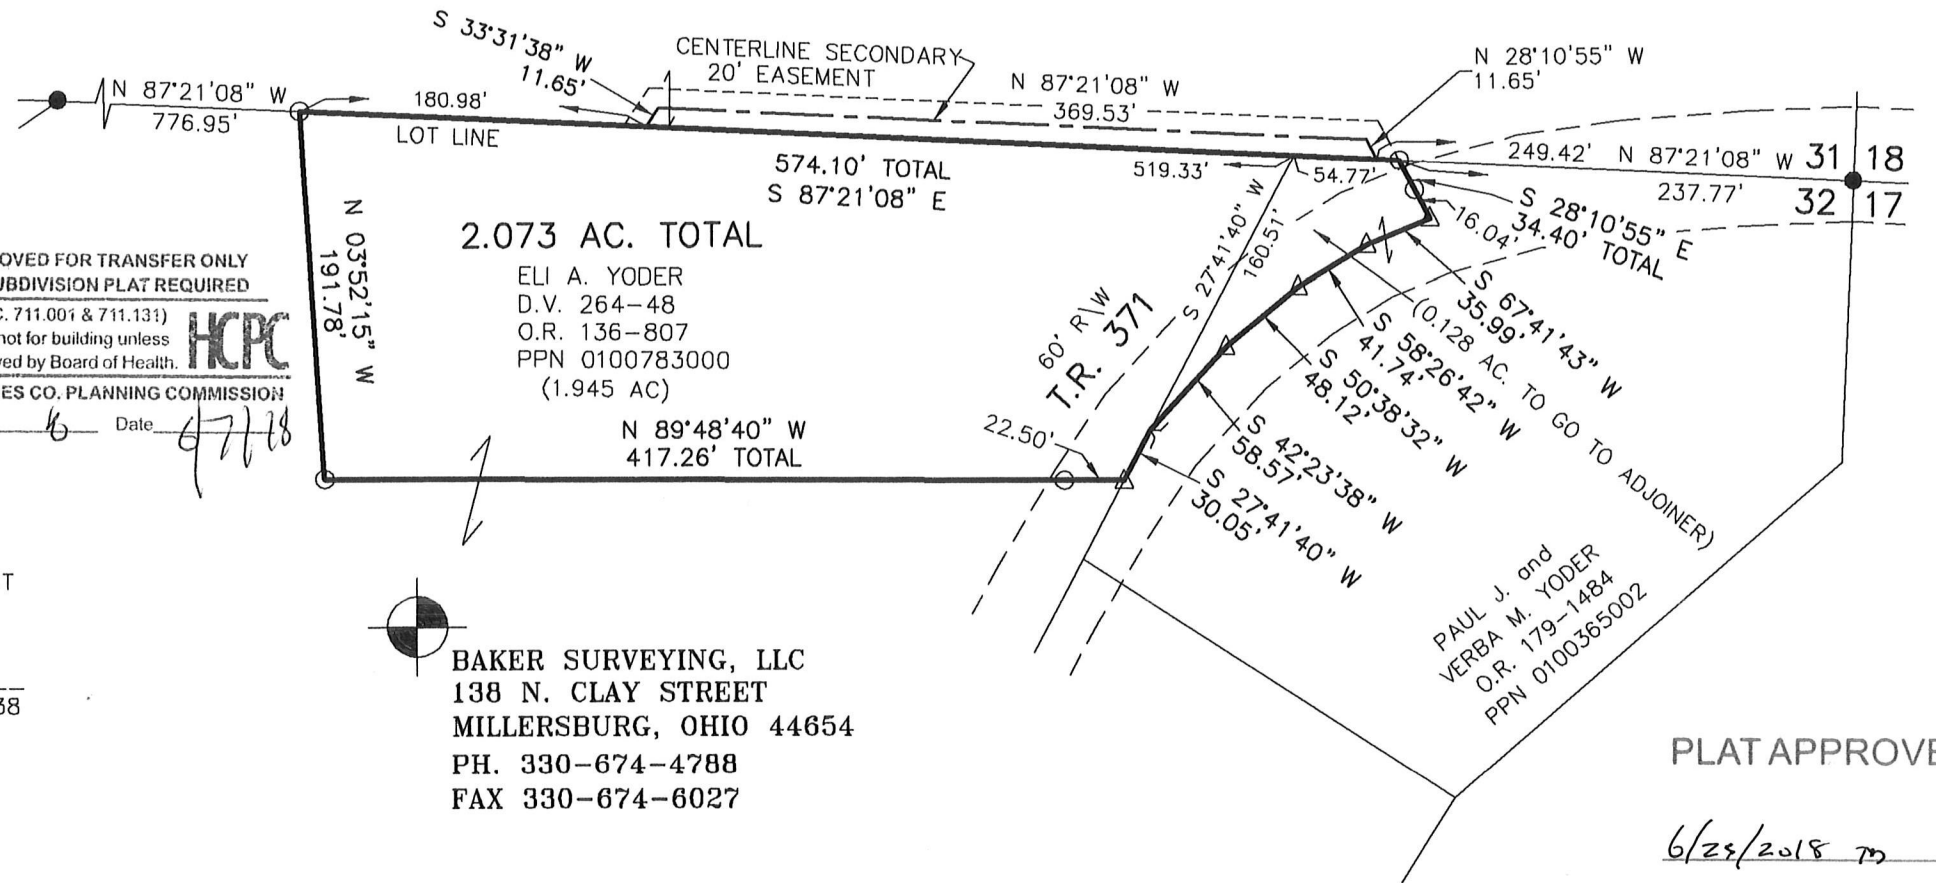 S 33°31'38" W
11.65'
CENTERLINE SECONDARY
20' EASEMENT
N 87°21'08" W
369.53'
N 28°10'55" W
11.65'
N 87°21'08" W
776.95'
180.98'
LOT LINE
574.10' TOTAL
S 87°21'08" E
519.33'
54.77'
249.42' N 87°21'08" W
237.77'
31 18
32 17
S 28°10'55" E
34.40' TOTAL
16.04'
N 03°52'15" W
191.78'
2.073 AC. TOTAL
ELI A. YODER
D.V. 264-48
O.R. 136-807
PPN 0100783000
(1.945 AC)
N 89°48'40" W
417.26' TOTAL
22.50'
60' R\W
T.R. 371
S 27°41'40" W
160.51'
S 67°41'43" W
35.99'
(0.128 AC. TO GO TO ADJOINER)
S 58°26'42" W
41.74'
S 50°38'32" W
48.12'
S 42°23'38" W
58.57'
S 27°41'40" W
30.05'
OVED FOR TRANSFER ONLY
UBDIVISION PLAT REQUIRED
C. 711.001 & 711.131)
not for building unless
ved by Board of Health.
HCPC
ES CO. PLANNING COMMISSION
Date 6/7/18
T
38
BAKER SURVEYING, LLC
138 N. CLAY STREET
MILLERSBURG, OHIO 44654
PH. 330-674-4788
FAX 330-674-6027
PAUL J. and
VERBA M. YODER
O.R. 179-1484
PPN 0100365002
PLAT APPROVE